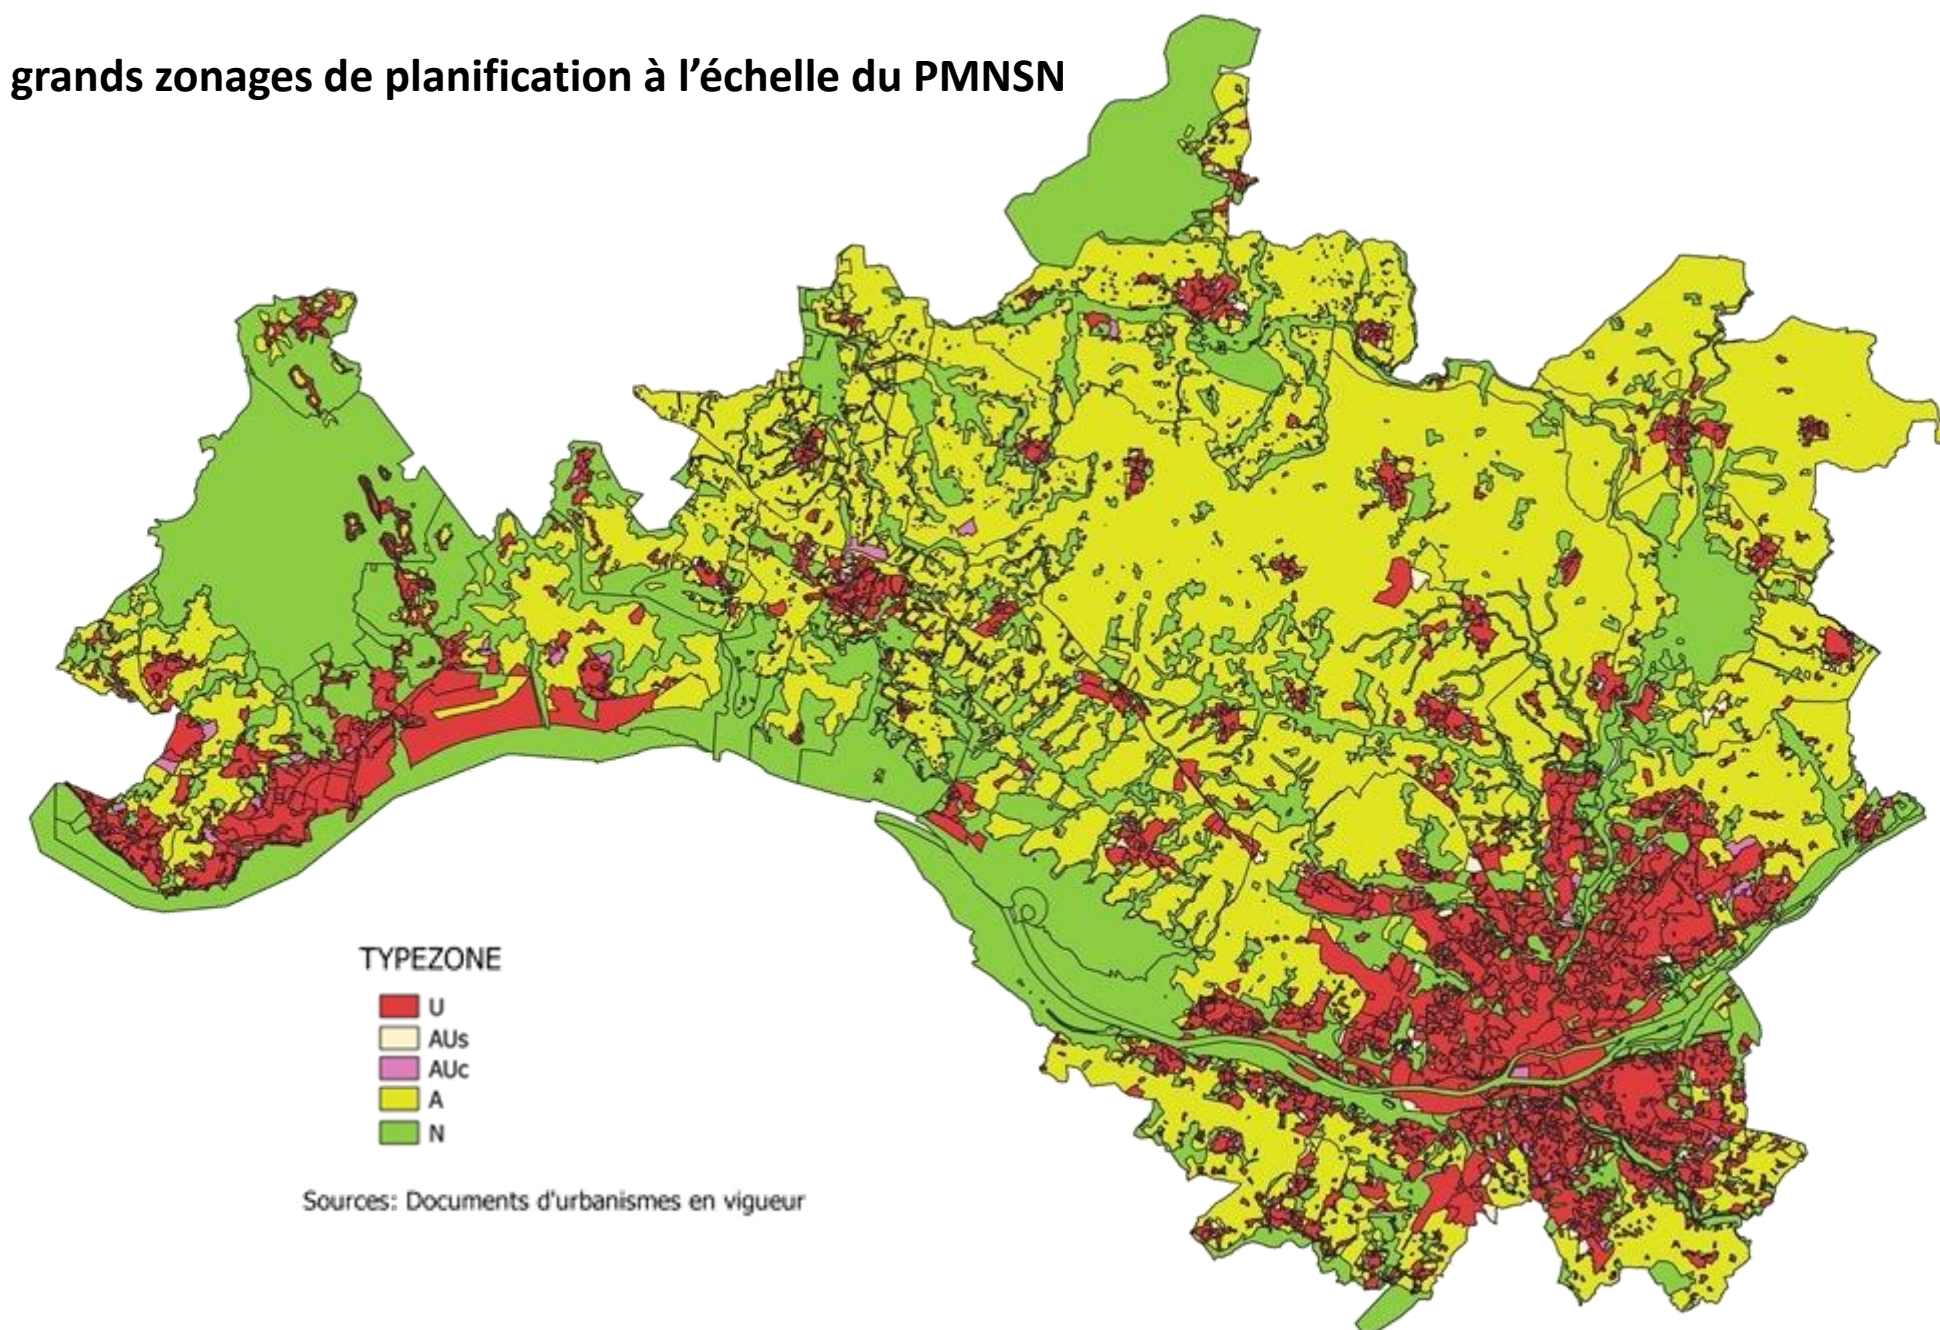 grands zonages de planification à l’échelle du PMNSN
TYPEZONE
U
AUs
AUc
A
N
Sources: Documents d'urbanismes en vigueur